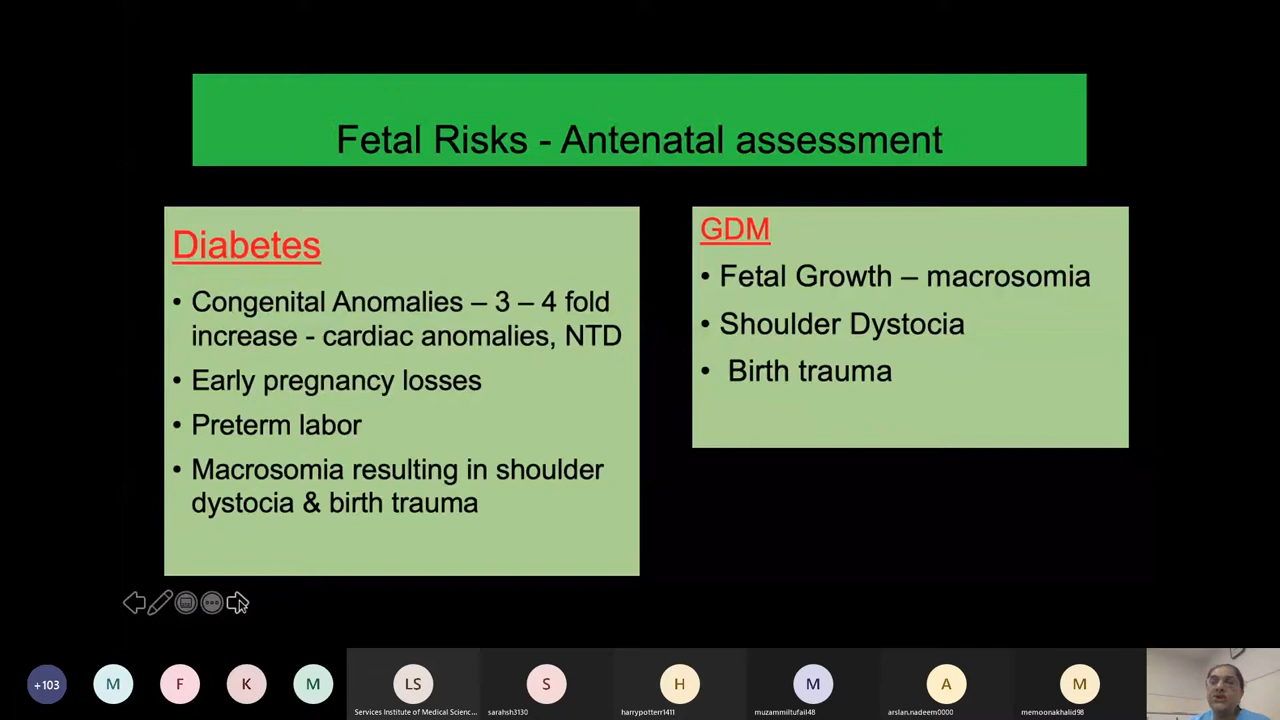 Fetal Risks - Antenatal assessment
Diabetes
• Congenital Anomalies – 3 – 4 fold
increase - cardiac anomalies, NTD
• Early pregnancy losses
• Preterm labor
• Macrosomia resulting in shoulder
dystocia & birth trauma
GDM
• Fetal Growth – macrosomia
• Shoulder Dystocia
• Birth trauma
+103
M
F
K
M
LS
S
H
M
A
M
Services Institute of Medical Scienc...
sarahsh3130
harrypotterr1411
muzammiltufail48
arslan.nadeem0000
memoonakhalid98